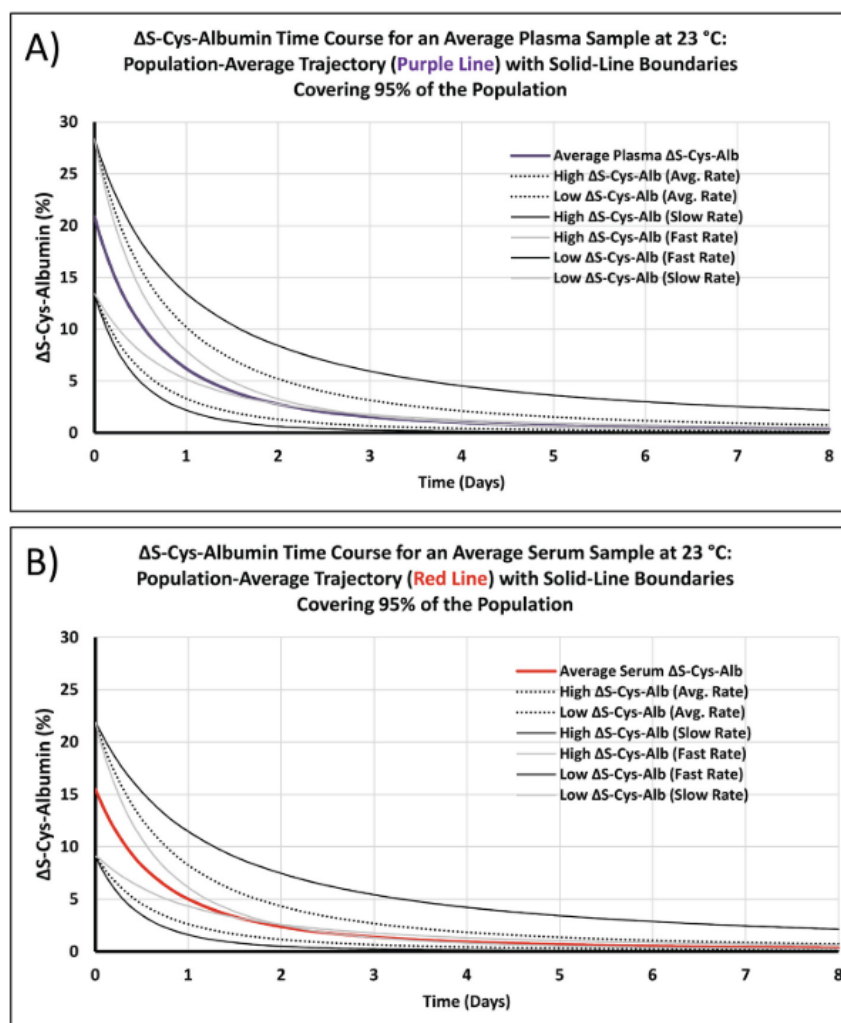 A)
ΔS-Cys-Albumin Time Course for an Average Plasma Sample at 23 °C:
Population-Average Trajectory (Purple Line) with Solid-Line Boundaries
Covering 95% of the Population
ΔS-Cys-Albumin (%)
30
25
20
15
10
5
0
Average Plasma ΔS-Cys-Alb
High ΔS-Cys-Alb (Avg. Rate)
Low ΔS-Cys-Alb (Avg. Rate)
High ΔS-Cys-Alb (Slow Rate)
High ΔS-Cys-Alb (Fast Rate)
Low ΔS-Cys-Alb (Fast Rate)
Low ΔS-Cys-Alb (Slow Rate)
0 1 2 3 4 5 6 7 8
Time (Days)
B)
ΔS-Cys-Albumin Time Course for an Average Serum Sample at 23 °C:
Population-Average Trajectory (Red Line) with Solid-Line Boundaries
Covering 95% of the Population
ΔS-Cys-Albumin (%)
30
25
20
15
10
5
0
Average Serum ΔS-Cys-Alb
High ΔS-Cys-Alb (Avg. Rate)
Low ΔS-Cys-Alb (Avg. Rate)
High ΔS-Cys-Alb (Slow Rate)
High ΔS-Cys-Alb (Fast Rate)
Low ΔS-Cys-Alb (Fast Rate)
Low ΔS-Cys-Alb (Slow Rate)
0 1 2 3 4 5 6 7 8
Time (Days)